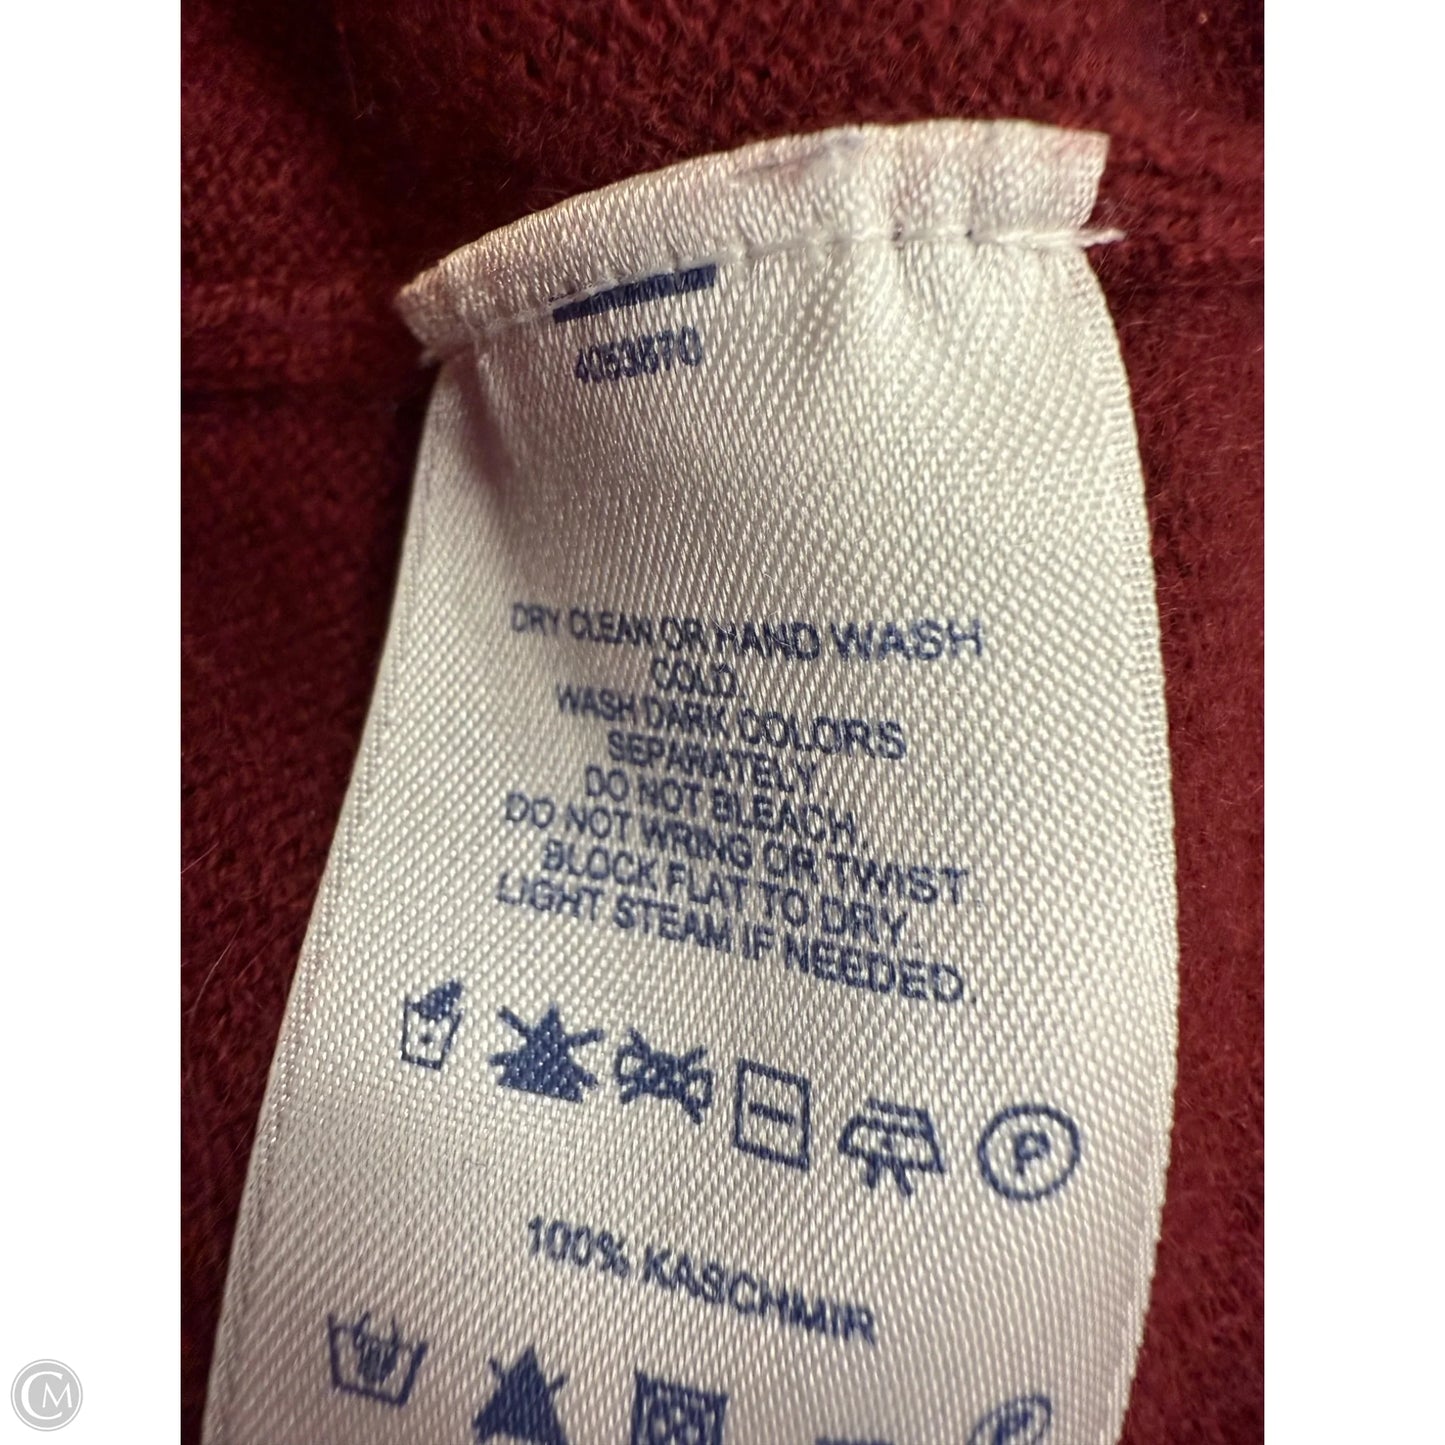 DRY CLEAN OR HAND WASH
COLD.
WASH DARK COLORS
SEPARATELY
DO NOT BLEACH.
DO NOT WRING OR TWIST.
BLOCK FLAT TO DRY.
LIGHT STEAM IF NEEDED.
P
100% KASCHMIR
P
CM